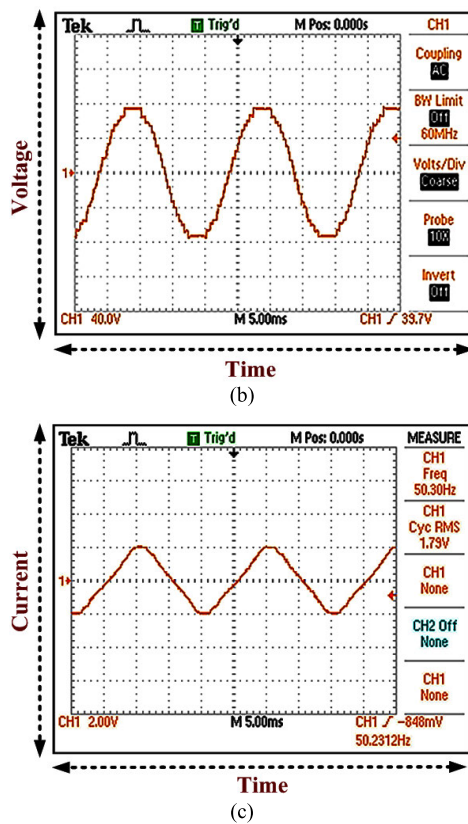 Tek Trig'd M Pos: 0.000s CH1
Coupling
AC
BW Limit
Off
60MHz
Volts/Div
Coarse
Probe
10X
Invert
Off
Voltage
1
CH1 40.0V M 5.00ms CH1 39.7V
Time
(b)
Tek T Trig'd M Pos: 0.000s MEASURE
CH1
Freq
50.30Hz
CH1
Cyc RMS
1.79V
CH1
None
CH2 Off
None
CH1
None
Current
1
CH1 2.00V M 5.00ms CH1 -848mV
50.2312Hz
Time
(c)